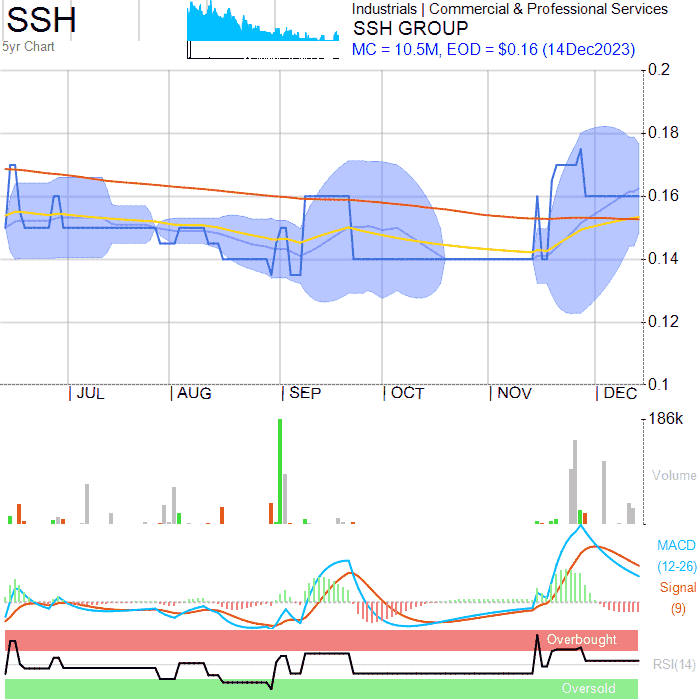 SSH
5yr Chart
Industrials | Commercial & Professional Services
SSH GROUP
MC = 10.5M, EOD = $0.16 (14Dec2023)
0.2
0.18
0.16
0.14
0.12
0.1
| JUL | AUG | SEP | OCT | NOV | DEC
186k
Volume
MACD
(12-26)
Signal
(9)
Overbought
RSI(14)
Oversold